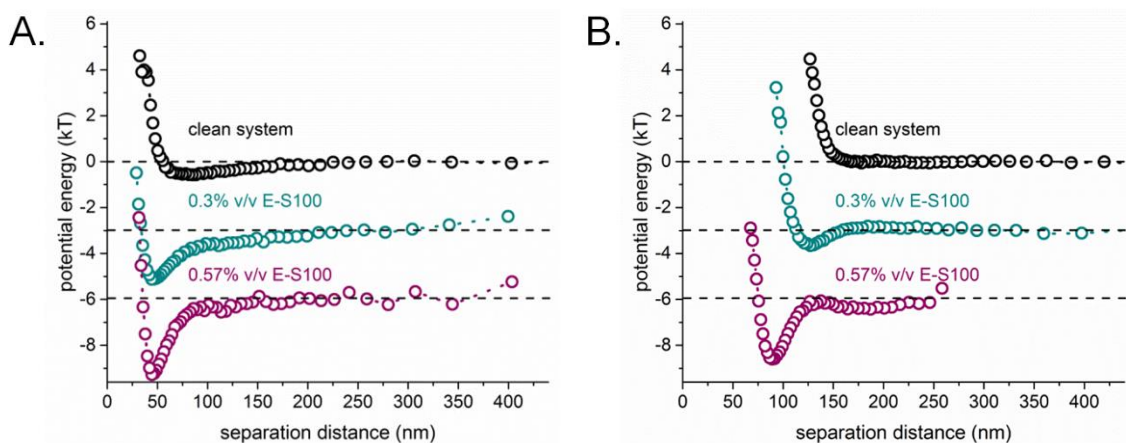 A.
6
4
2
0
-2
-4
-6
-8
potential energy (kT)
clean system
0.3% v/v E-S100
0.57% v/v E-S100
0 50 100 150 200 250 300 350 400
separation distance (nm)
B.
6
4
2
0
-2
-4
-6
-8
potential energy (kT)
clean system
0.3% v/v E-S100
0.57% v/v E-S100
0 50 100 150 200 250 300 350 400
separation distance (nm)